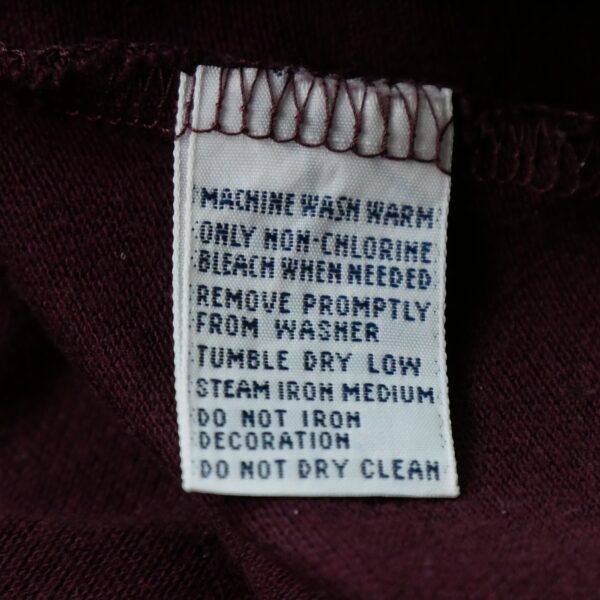 MACHINE WASH WARM
ONLY NON-CHLORINE
BLEACH WHEN NEEDED
REMOVE PROMPTLY
FROM WASHER
TUMBLE DRY LOW
STEAM IRON MEDIUM
DO NOT IRON
DECORATION
DO NOT DRY CLEAN